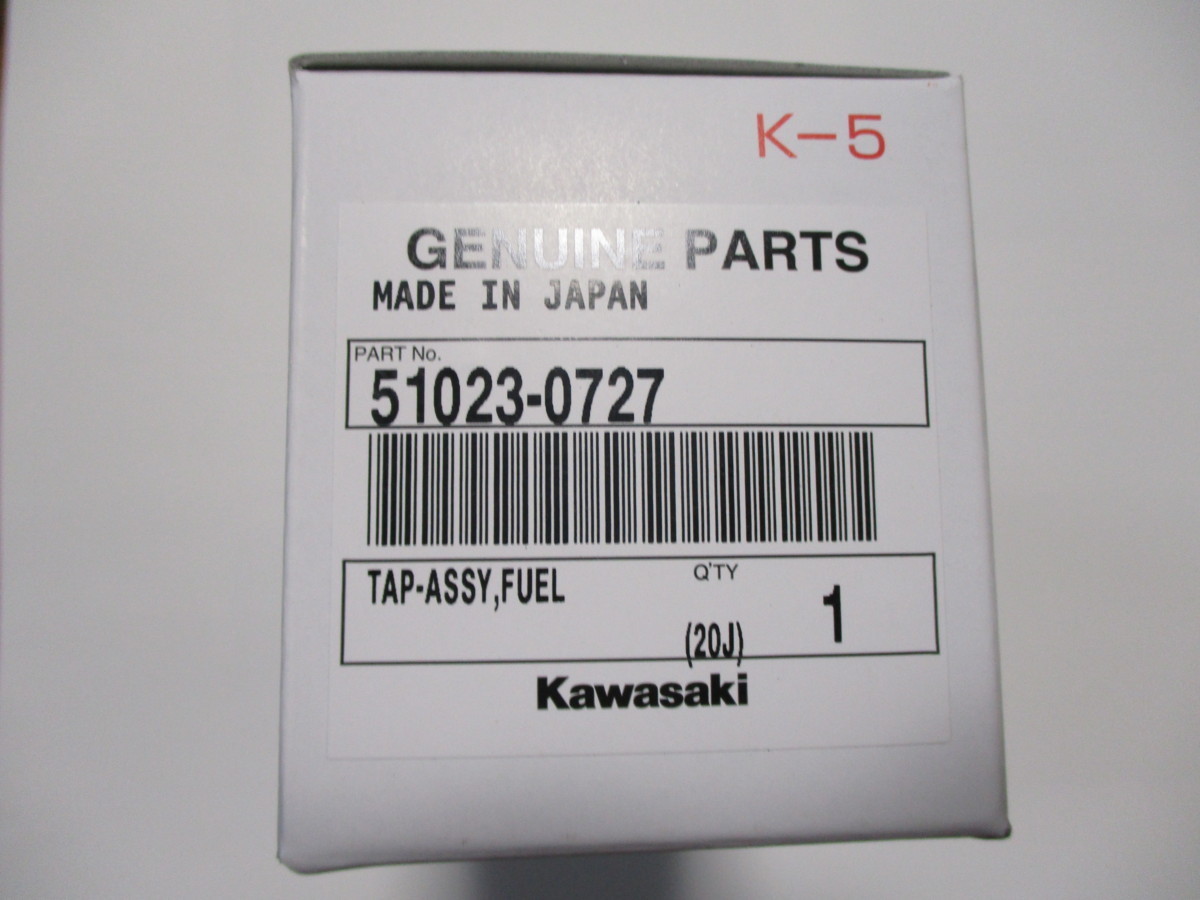 K-5
GENUINE PARTS
MADE IN JAPAN
PART No.
51023-0727
TAP-ASSY,FUEL
Q'TY
(20J)
1
Kawasaki